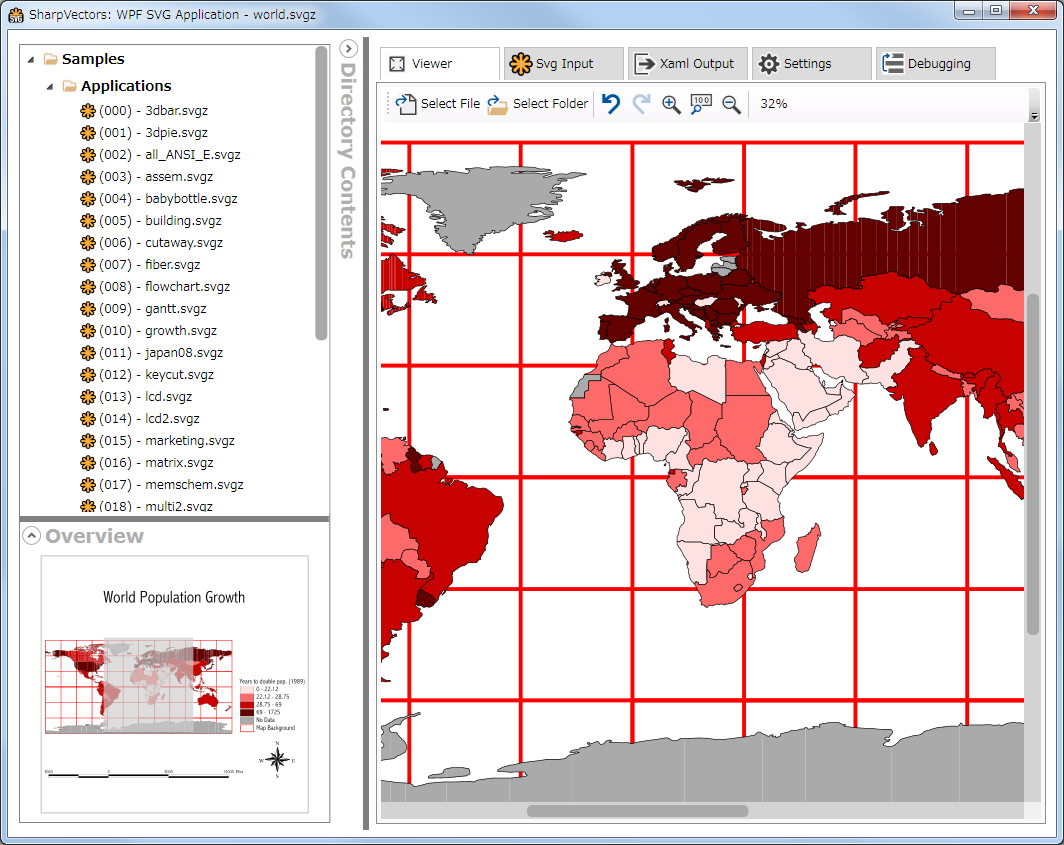 SharpVectors: WPF SVG Application - world.svgz
Samples
Applications
(000) - 3dbar.svgz
(001) - 3dpie.svgz
(002) - all_ANSI_E.svgz
(003) - assem.svgz
(004) - babybottle.svgz
(005) - building.svgz
(006) - cutaway.svgz
(007) - fiber.svgz
(008) - flowchart.svgz
(009) - gantt.svgz
(010) - growth.svgz
(011) - japan08.svgz
(012) - keycut.svgz
(013) - lcd.svgz
(014) - lcd2.svgz
(015) - marketing.svgz
(016) - matrix.svgz
(017) - memschem.svgz
(018) - multi2.svgz
Directory Contents
Overview
World Population Growth
Years to double pop. (1989)
0 - 22.12
22.12 - 28.75
28.75 - 69
69 - 1725
No Data
Map Background
N
W E
S
Viewer
Svg Input
Xaml Output
Settings
Debugging
Select File
Select Folder
100
32%